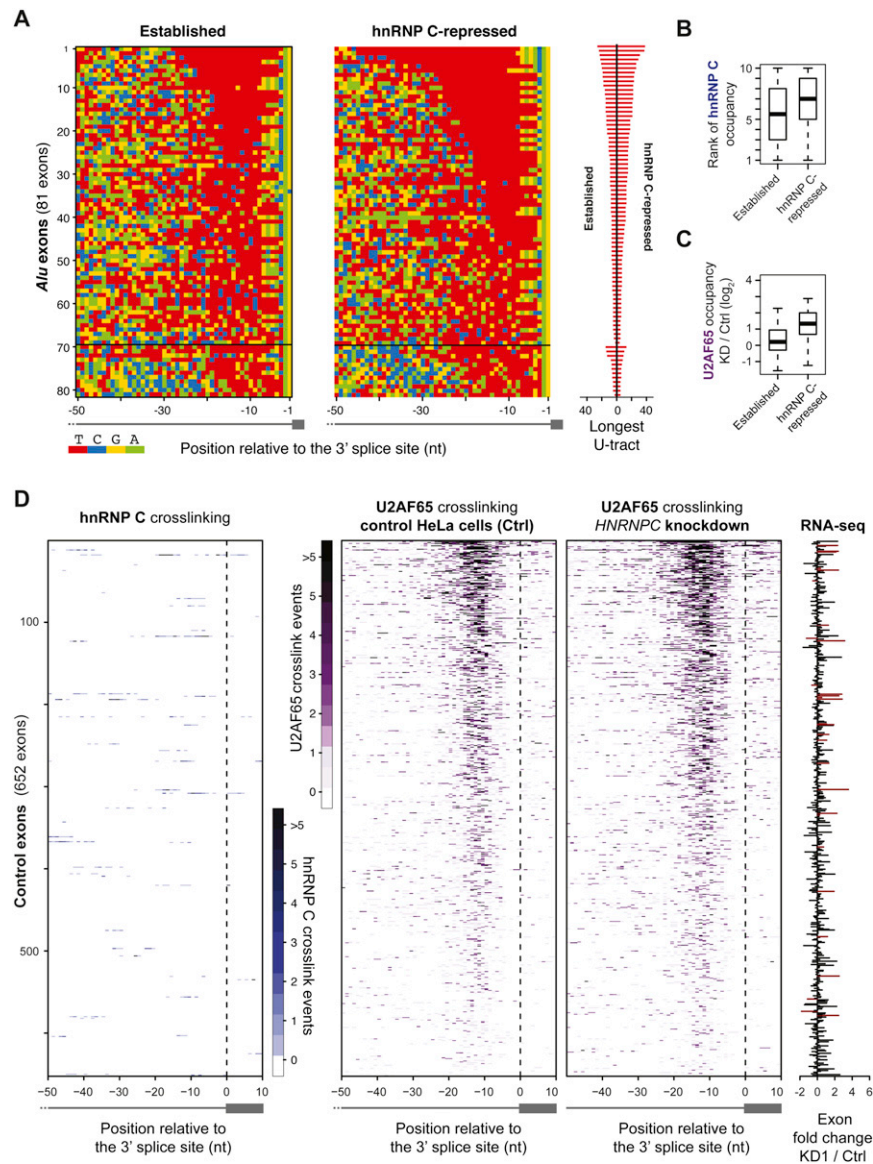 A
Established
hnRNP C-repressed
Alu exons (81 exons)
1
10
20
30
40
50
60
70
80
-50
-30
-10
-1
-50
-30
-10
-1
T C G A
Position relative to the 3' splice site (nt)
Established
hnRNP C-repressed
40
0
40
Longest
U-tract
B
Rank of hnRNP C
occupancy
10
5
1
Established
hnRNP C-
repressed
C
U2AF65 occupancy
KD / Ctrl (log2)
4
2
0
-1
Established
hnRNP C-
repressed
D
hnRNP C crosslinking
U2AF65 crosslinking
control HeLa cells (Ctrl)
U2AF65 crosslinking
HNRNPC knockdown
RNA-seq
Control exons (652 exons)
100
500
U2AF65 crosslink events
>5
5
4
3
2
1
0
hnRNP C crosslink events
>5
5
4
3
2
1
0
−50 −40 −30 −20 −10 0 10
−50 −40 −30 −20 −10 0 10
−50 −40 −30 −20 −10 0 10
-2 0 2 4 6
Position relative to
the 3' splice site (nt)
Position relative to
the 3' splice site (nt)
Position relative to
the 3' splice site (nt)
Exon
fold change
KD1 / Ctrl